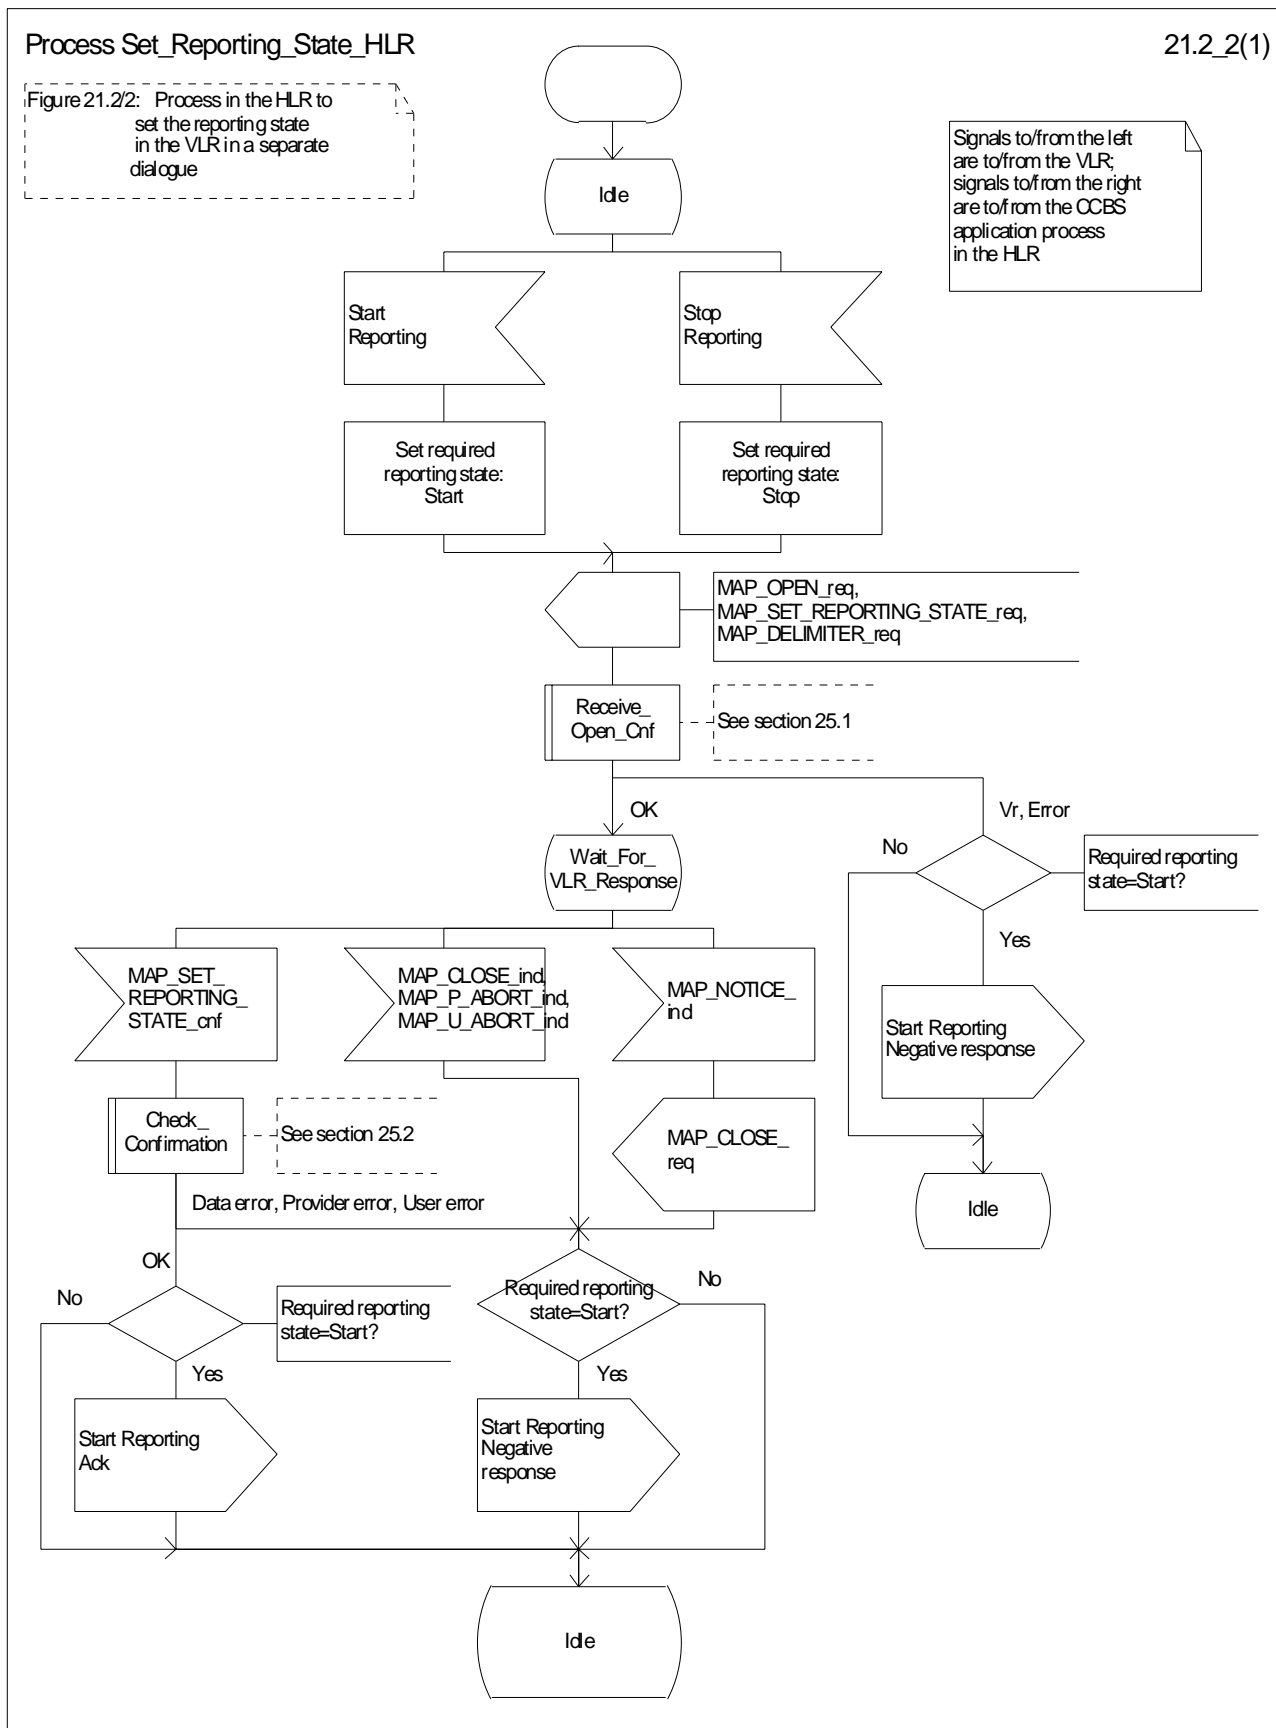 Process Set_Reporting_State_HLR
21.2_2(1)
Figure 21.2/2: Process in the HLR to
set the reporting state
in the VLR in a separate
dialogue
Signals to/from the left
are to/from the VLR;
signals to/from the right
are to/from the CCBS
application process
in the HLR
Idle
Start
Reporting
Stop
Reporting
Set required
reporting state:
Start
Set required
reporting state:
Stop
MAP_OPEN_req,
MAP_SET_REPORTING_STATE_req,
MAP_DELIMITER_req
Receive_
Open_Cnf
See section 25.1
OK
Vr, Error
Wait_For_
VLR_Response
No
Required reporting
state=Start?
Yes
MAP_SET_
REPORTING_
STATE_cnf
MAP_CLOSE_ind,
MAP_P_ABORT_ind,
MAP_U_ABORT_ind
MAP_NOTICE_
ind
Start Reporting
Negative response
Check_
Confirmation
See section 25.2
MAP_CLOSE_
req
Idle
Data error, Provider error, User error
OK
No
Required reporting
state=Start?
Required reporting
state=Start?
No
Yes
Yes
Start Reporting
Ack
Start Reporting
Negative
response
Idle